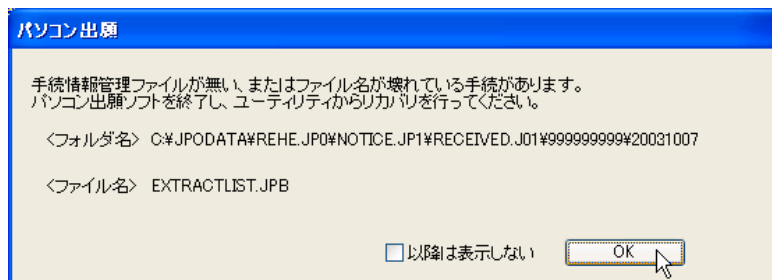 パソコン出願
手続情報管理ファイルが無い、またはファイル名が壊れている手続があります。
パソコン出願ソフトを終了し、ユーティリティからリカバリを行ってください。
<フォルダ名> C:¥JPODATA¥REHE.JP0¥NOTICE.JP1¥RECEIVED.J01¥999999999¥20031007
<ファイル名> EXTRACTLIST.JPB
以降は表示しない OK